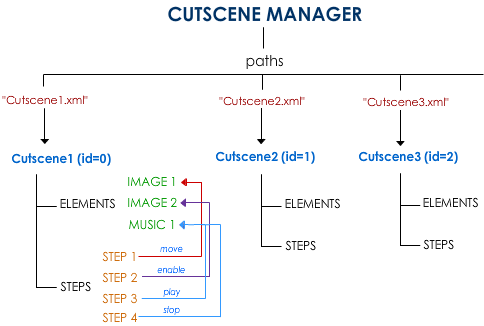 CUTSCENE MANAGER
paths
"Cutscene1.xml"
"Cutscene2.xml"
"Cutscene3.xml"
Cutscene1 (id=0)
Cutscene2 (id=1)
Cutscene3 (id=2)
ELEMENTS
IMAGE 1
IMAGE 2
MUSIC 1
STEPS
STEP 1
move
STEP 2
enable
STEP 3
play
STEP 4
stop
ELEMENTS
STEPS
ELEMENTS
STEPS